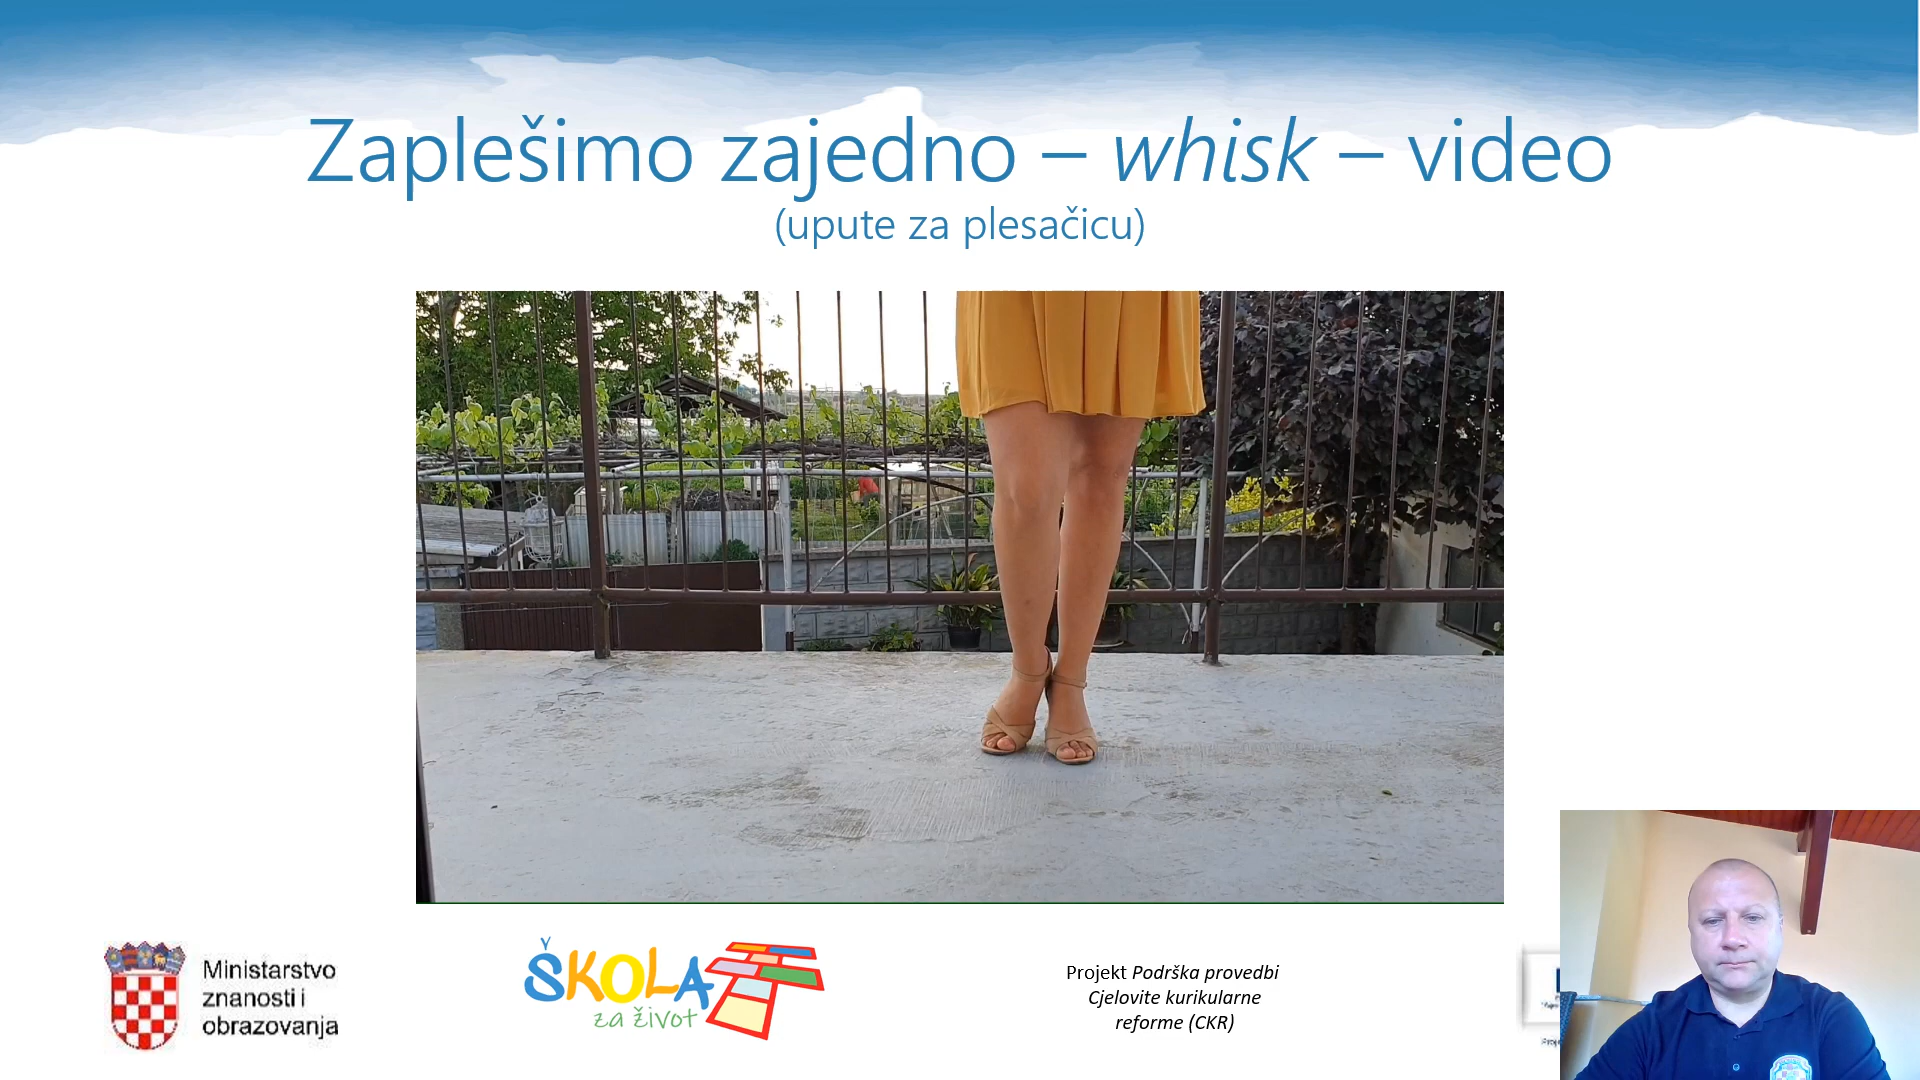 Zaplešimo zajedno – whisk – video
(upute za plesačicu)
Ministarstvo
znanosti i
obrazovanja
ŠKOLA
za život
Projekt Podrška provedbi
Cjelovite kurikularne
reforme (CKR)